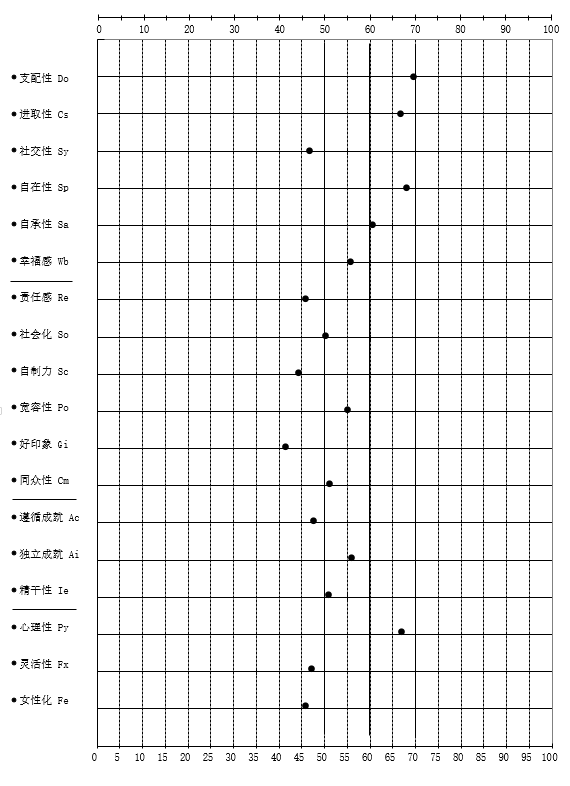 0 10 20 30 40 50 60 70 80 90 100
● 支配性 Do
● 进取性 Cs
● 社交性 Sy
● 自在性 Sp
● 自承性 Sa
● 幸福感 Wb
● 责任感 Re
● 社会化 So
● 自制力 Sc
● 宽容性 Po
● 好印象 Gi
● 同众性 Cm
● 遵循成就 Ac
● 独立成就 Ai
● 精干性 Ie
● 心理性 Py
● 灵活性 Fx
● 女性化 Fe
0 5 10 15 20 25 30 35 40 45 50 55 60 65 70 75 80 85 90 95 100